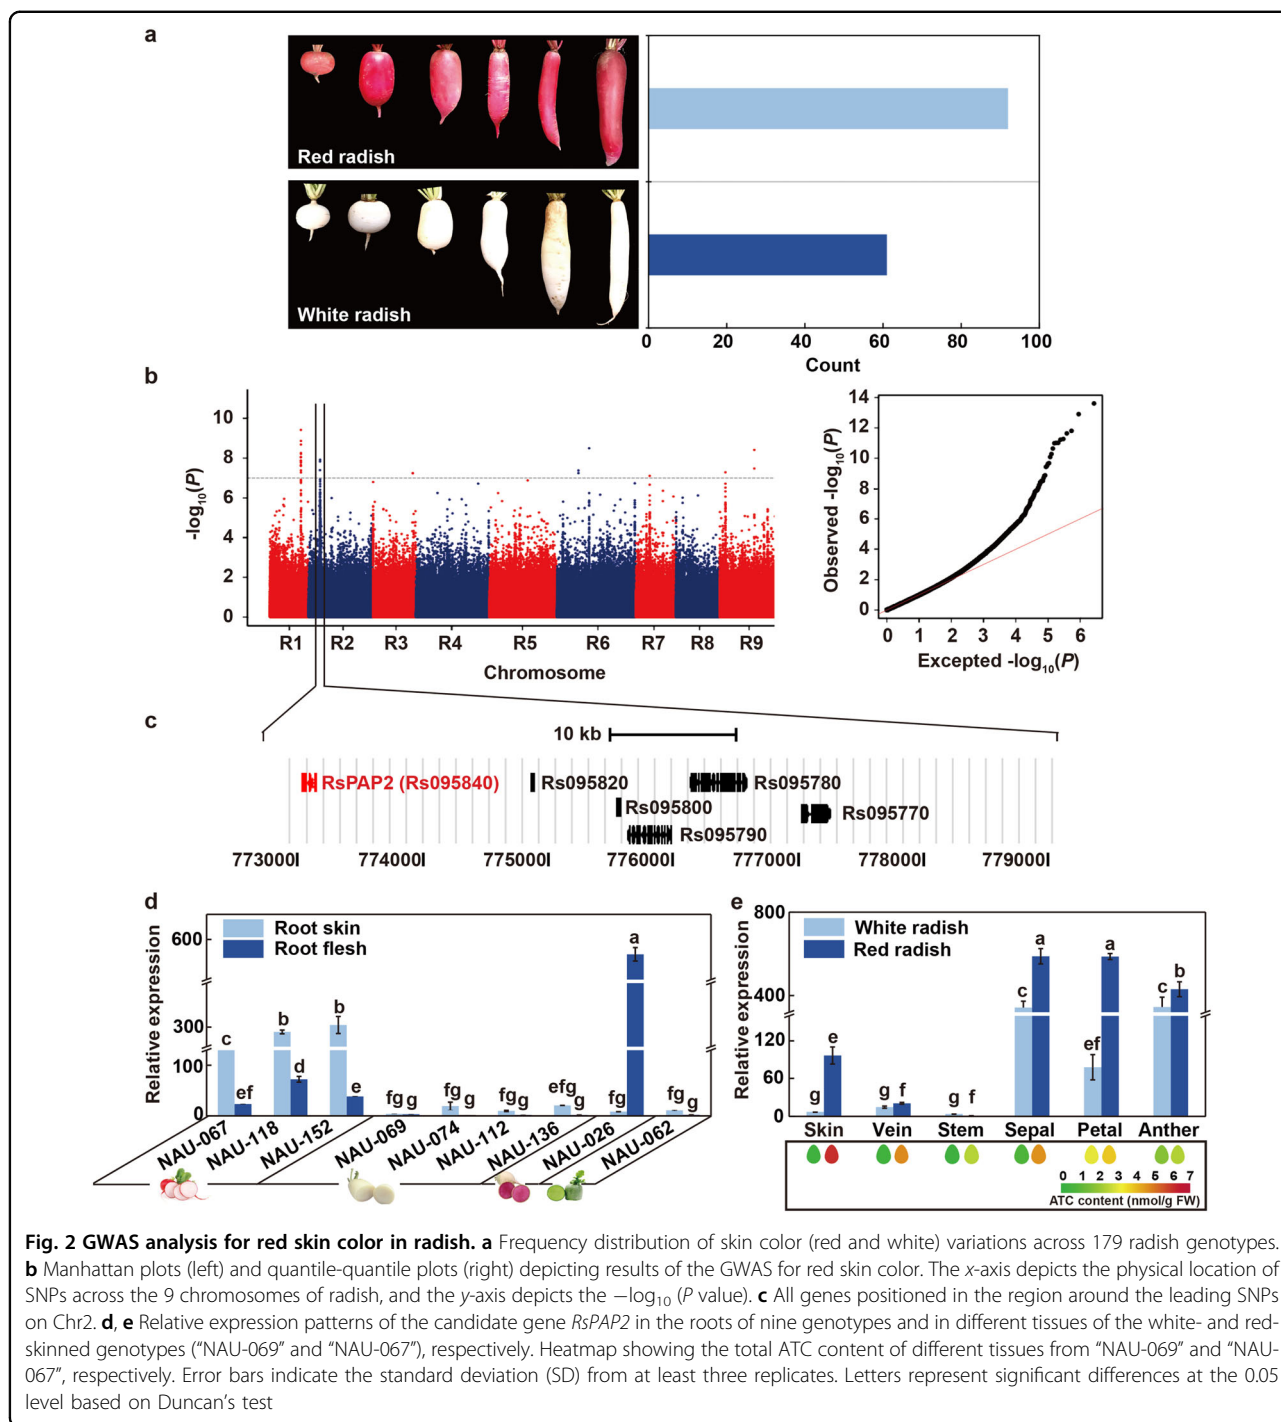 a
Red radish
White radish
0 20 40 60 80 100
Count
b
10
8
6
4
2
0
-log10(P)
R1 R2 R3 R4 R5 R6 R7 R8 R9
Chromosome
14
12
10
8
6
4
2
0
Observed -log10(P)
0 1 2 3 4 5 6
Excepted -log10(P)
c
10 kb
RsPAP2 (Rs095840)
Rs095820
Rs095780
Rs095800
Rs095770
Rs095790
773000I 774000I 775000I 776000I 777000I 778000I 779000I
d
Root skin
Root flesh
Relative expression
600
300
100
0
c ef b d b e fg g fg g fg g efg g fg a fg g
NAU-067 NAU-118 NAU-152 NAU-069 NAU-074 NAU-112 NAU-136 NAU-026 NAU-062
e
White radish
Red radish
Relative expression
800
400
120
60
0
g e g f g g c a ef a c b
Skin Vein Stem Sepal Petal Anther
0 1 2 3 4 5 6 7
ATC content (nmol/g FW)
Fig. 2 GWAS analysis for red skin color in radish. a Frequency distribution of skin color (red and white) variations across 179 radish genotypes.
b Manhattan plots (left) and quantile-quantile plots (right) depicting results of the GWAS for red skin color. The x-axis depicts the physical location of
SNPs across the 9 chromosomes of radish, and the y-axis depicts the −log10 (P value). c All genes positioned in the region around the leading SNPs
on Chr2. d, e Relative expression patterns of the candidate gene RsPAP2 in the roots of nine genotypes and in different tissues of the white- and red-
skinned genotypes (“NAU-069” and “NAU-067”), respectively. Heatmap showing the total ATC content of different tissues from “NAU-069” and “NAU-
067”, respectively. Error bars indicate the standard deviation (SD) from at least three replicates. Letters represent significant differences at the 0.05
level based on Duncan’s test